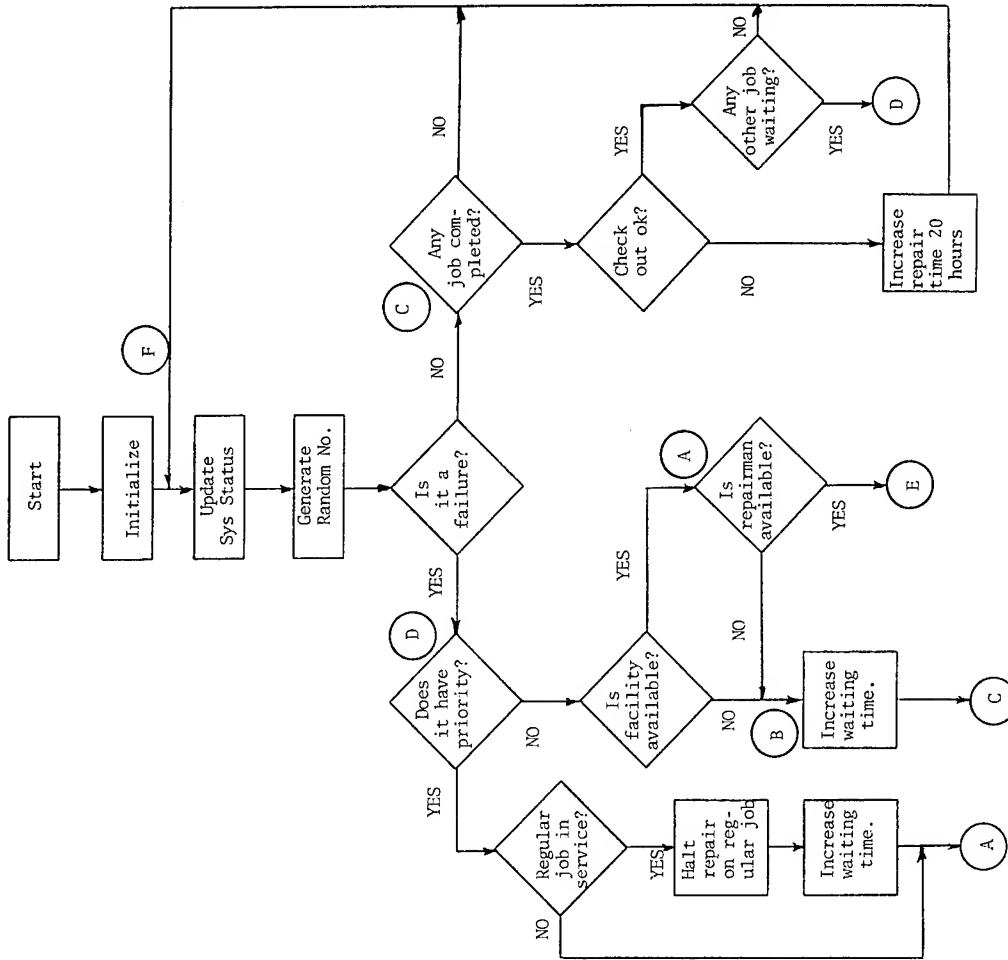 Start
Initialize
F
Update
Sys Status
Generate
Random No.
Is
it a
failure?
YES
NO
D
Does
it have
priority?
YES
NO
C
Any
job com-
pleted?
NO
YES
Regular
job in
service?
NO
YES
Halt
repair
on reg-
ular job
Increase
waiting
time.
A
Is
facility
available?
YES
NO
B
A
Is
repairman
available?
NO
YES
Increase
waiting
time.
C
E
Check
out ok?
YES
NO
Any
other job
waiting?
NO
YES
D
Increase
repair
time 20
hours